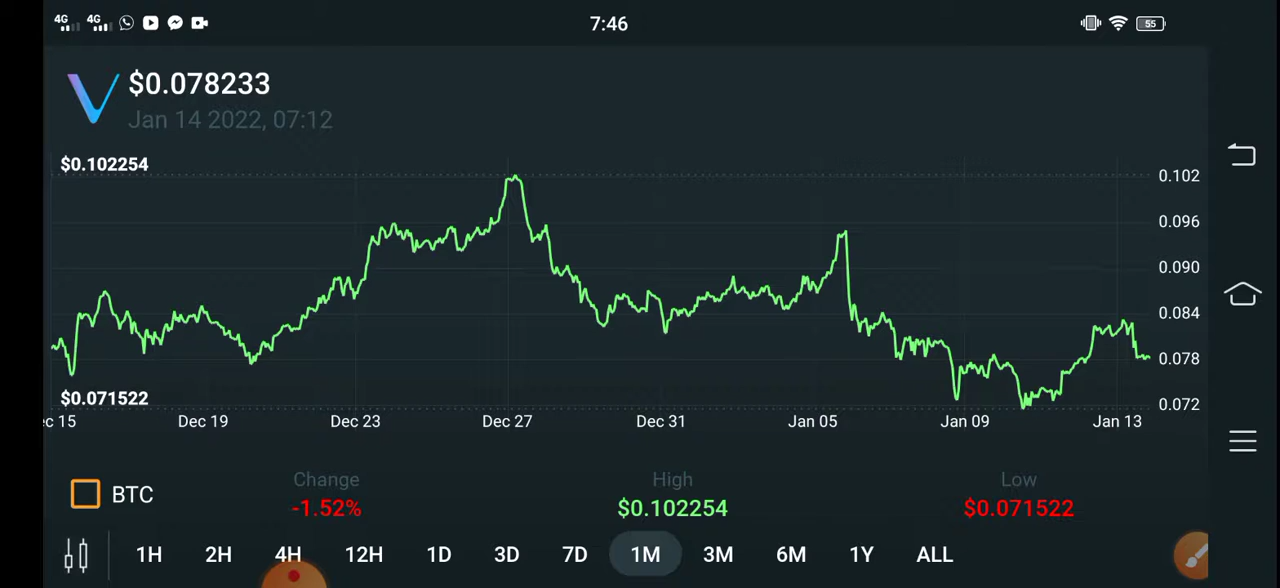 4G 4G 7:46 55
$0.078233
Jan 14 2022, 07:12
$0.102254
0.102
0.096
0.090
0.084
0.078
$0.071522
0.072
c 15 Dec 19 Dec 23 Dec 27 Dec 31 Jan 05 Jan 09 Jan 13
Change High Low
BTC -1.52% $0.102254 $0.071522
1H 2H 4H 12H 1D 3D 7D 1M 3M 6M 1Y ALL